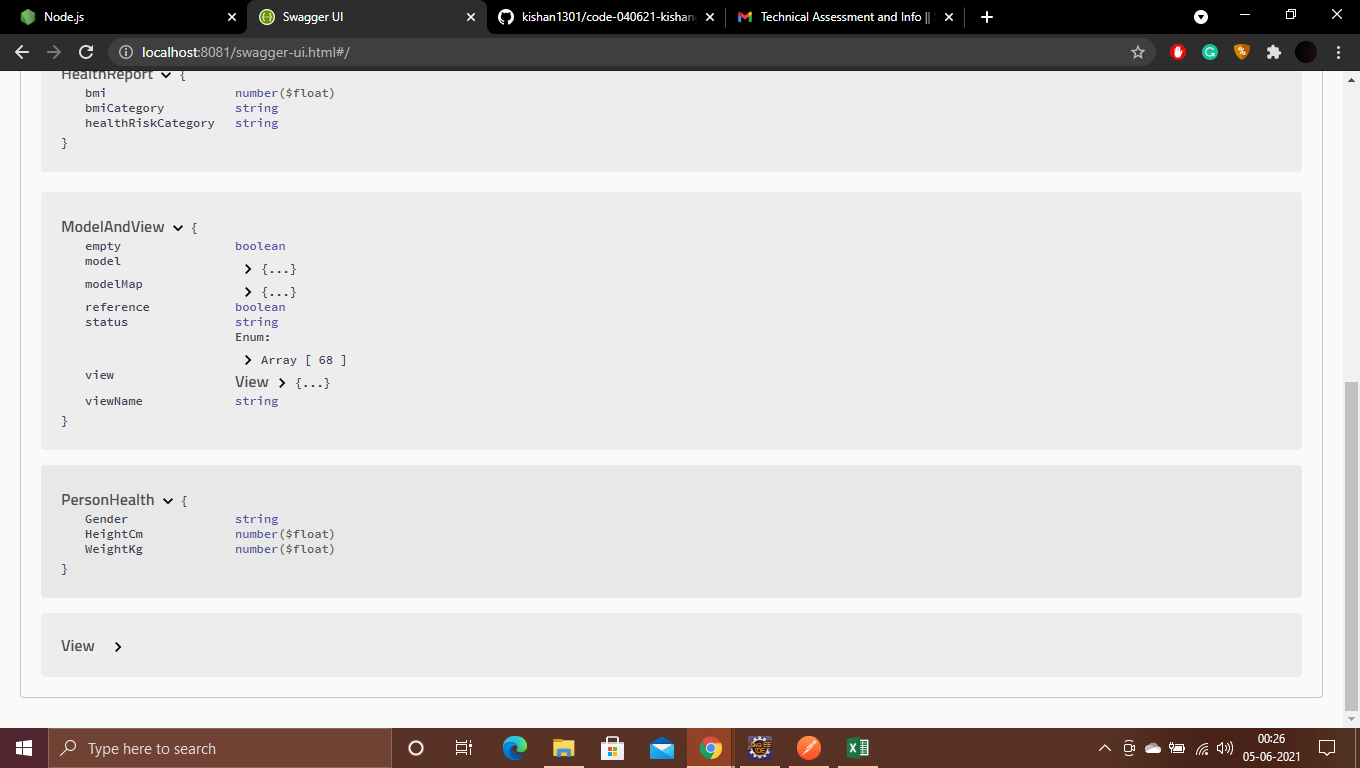 Node.js
Swagger UI
kishan1301/code-040621-kishan
Technical Assessment and Info ||
localhost:8081/swagger-ui.html#/
HealthReport {
bmi number($float)
bmiCategory string
healthRiskCategory string
}
ModelAndView {
empty boolean
model {...}
modelMap {...}
reference boolean
status string
Enum:
Array [ 68 ]
view View {...}
viewName string
}
PersonHealth {
Gender string
HeightCm number($float)
WeightKg number($float)
}
View
Type here to search
Java EE
IDE
00:26
05-06-2021